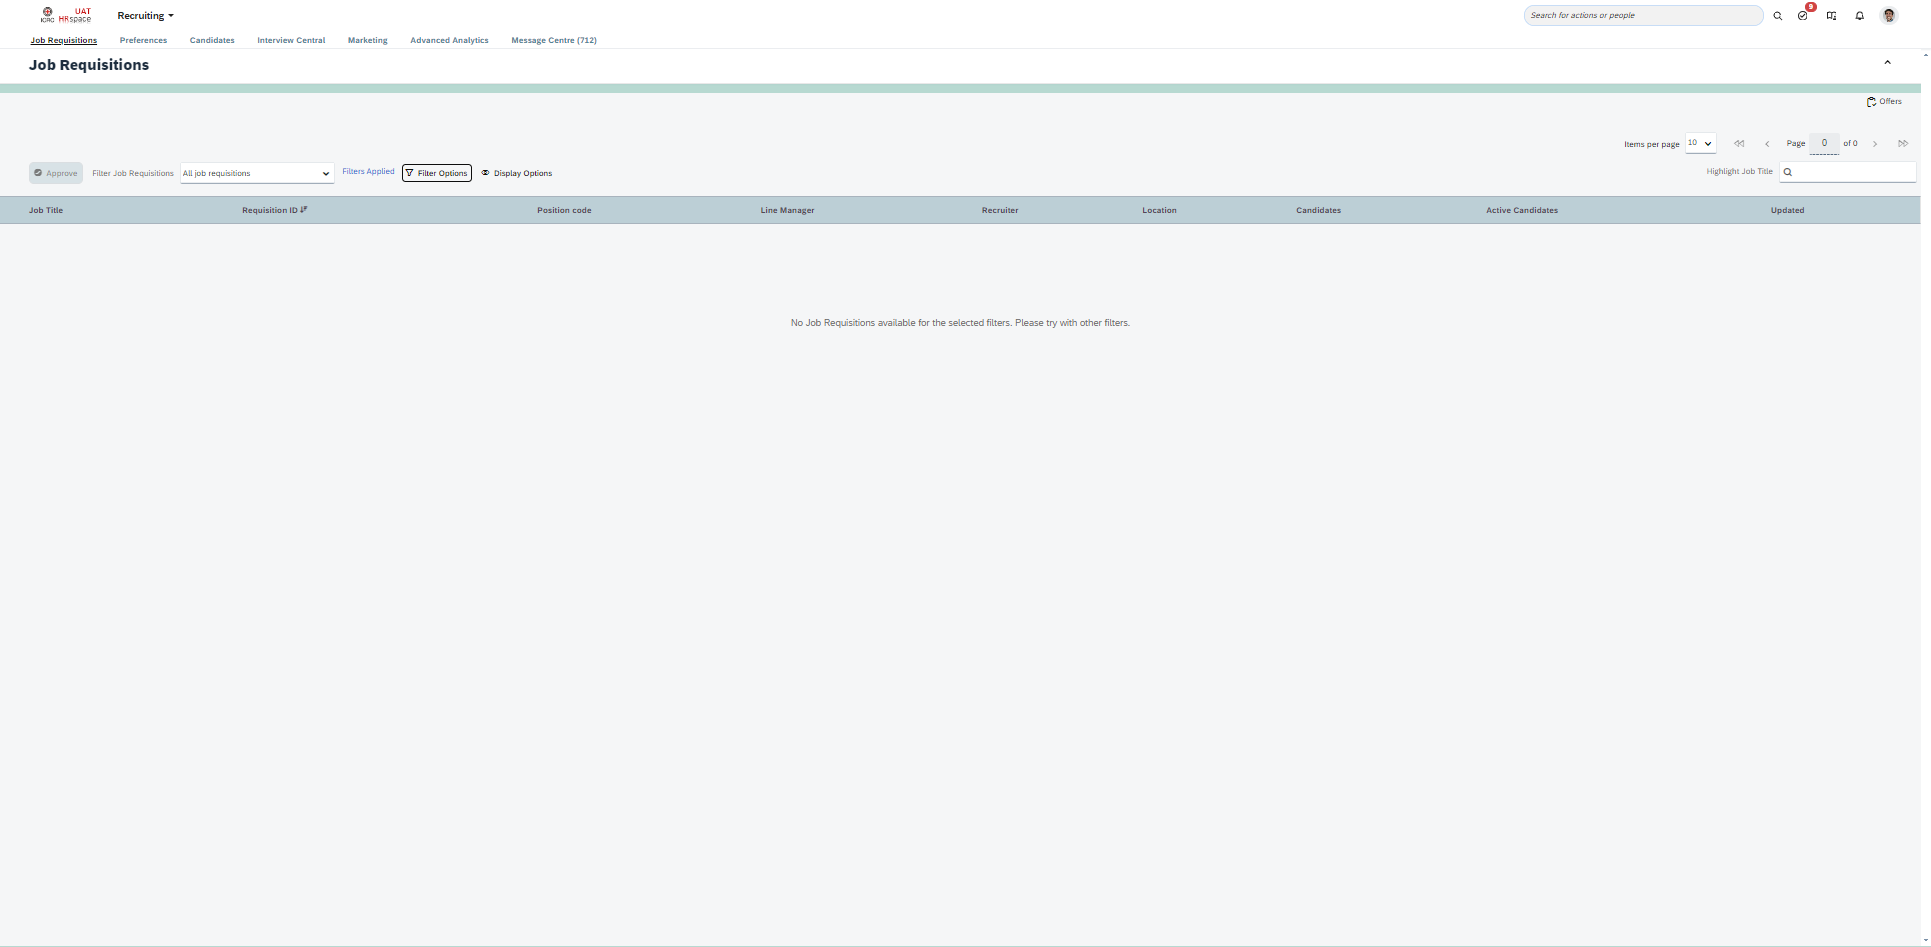 ICRC UAT HRspace Recruiting Search for actions or people 9
Job Requisitions Preferences Candidates Interview Central Marketing Advanced Analytics Message Centre (712)
Job Requisitions
Offers
Items per page 10 Page 0 of 0
Approve Filter Job Requisitions All job requisitions Filters Applied Filter Options Display Options Highlight Job Title
Job Title Requisition ID Position code Line Manager Recruiter Location Candidates Active Candidates Updated
No Job Requisitions available for the selected filters. Please try with other filters.